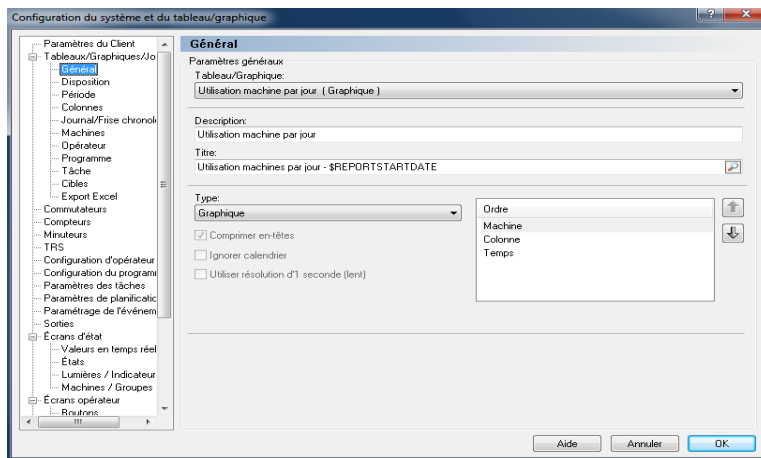 Configuration du système et du tableau/graphique
Paramètres du Client
Tableaux/Graphiques/Jo
Général
Disposition
Période
Colonnes
Journal/Frise chronol
Machines
Opérateur
Programme
Tâche
Cibles
Export Excel
Commutateurs
Compteurs
Minuteurs
TRS
Configuration d'opérateur
Configuration du program
Paramètres des tâches
Paramètres de planificatic
Paramétrage de l'événem
Sorties
Écrans d'état
Valeurs en temps réel
États
Lumières / Indicateur
Machines / Groupes
Écrans opérateur
Boutons
Général
Paramètres généraux
Tableau/Graphique:
Utilisation machine par jour ( Graphique )
Description:
Utilisation machine par jour
Titre:
Utilisation machines par jour - $REPORTSTARTDATE
Type:
Graphique
Comprimer en-têtes
Ignorer calendrier
Utiliser résolution d'1 seconde (lent)
Ordre
Machine
Colonne
Temps
Aide
Annuler
OK